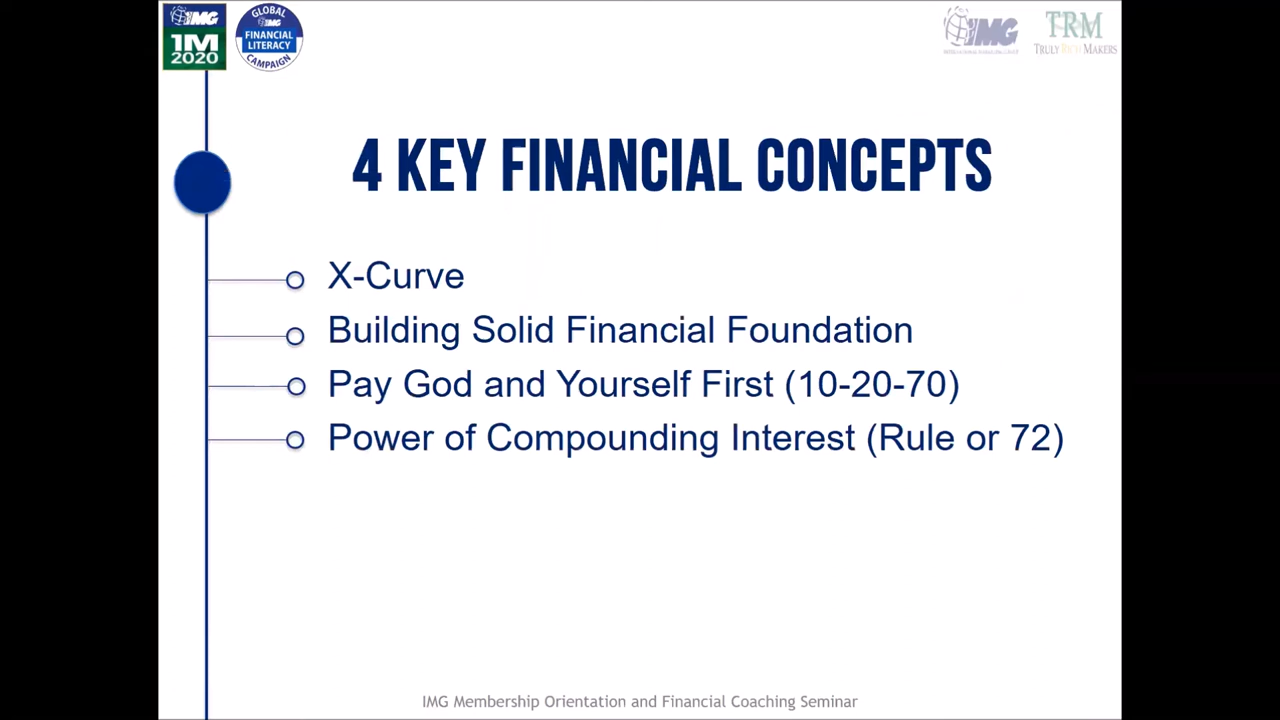 IMG
1M
2020
GLOBAL
IMG
FINANCIAL
LITERACY
CAMPAIGN
IMG
TRM
TRULY RICH MAKERS
4 KEY FINANCIAL CONCEPTS
X-Curve
Building Solid Financial Foundation
Pay God and Yourself First (10-20-70)
Power of Compounding Interest (Rule or 72)
IMG Membership Orientation and Financial Coaching Seminar